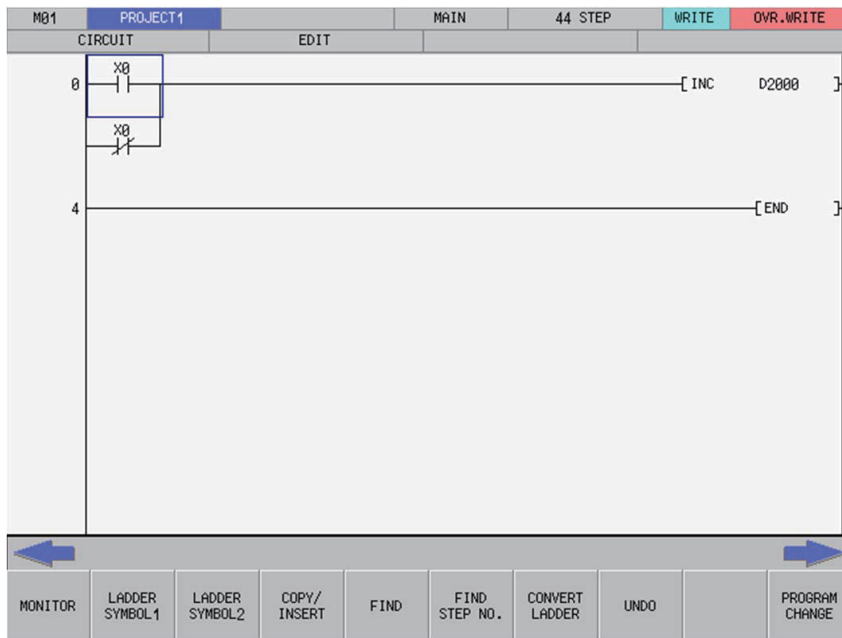 M01 PROJECT1 MAIN 44 STEP WRITE OVR.WRITE
CIRCUIT EDIT
X0
0 [ INC D2000 ]
X0
4 [ END ]
MONITOR LADDER SYMBOL1 LADDER SYMBOL2 COPY/ INSERT FIND FIND STEP NO. CONVERT LADDER UNDO PROGRAM CHANGE